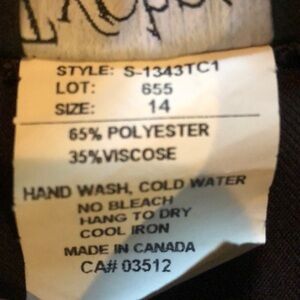 STYLE: S-1343TC1
LOT: 655
SIZE: 14
65% POLYESTER
35%VISCOSE
HAND WASH, COLD WATER
NO BLEACH
HANG TO DRY
COOL IRON
MADE IN CANADA
CA# 03512